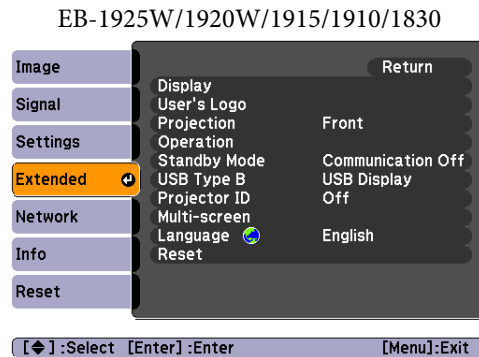 EB-1925W/1920W/1915/1910/1830
Image
Signal
Settings
Extended
Network
Info
Reset
Return
Display
User's Logo
Projection Front
Operation
Standby Mode Communication Off
USB Type B USB Display
Projector ID Off
Multi-screen
Language English
Reset
[◆] :Select [Enter] :Enter [Menu]:Exit